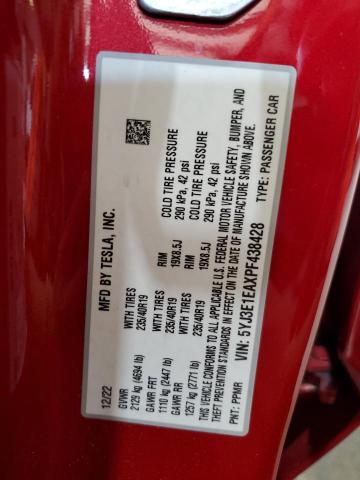 MFD BY TESLA, INC.
12/22
GVWR
2129 kg (4694 lb)
GAWR FRT WITH TIRES RIM COLD TIRE PRESSURE
1110 kg (2447 lb) 235/40R19 19X8.5J 290 kPa, 42 psi
GAWR RR WITH TIRES RIM COLD TIRE PRESSURE
1257 kg (2771 lb) 235/40R19 19X8.5J 290 kPa, 42 psi
THIS VEHICLE CONFORMS TO ALL APPLICABLE U.S. FEDERAL MOTOR VEHICLE SAFETY, BUMPER, AND
THEFT PREVENTION STANDARDS IN EFFECT ON THE DATE OF MANUFACTURE SHOWN ABOVE.
VIN: 5YJ3E1EAXPF438428 TYPE: PASSENGER CAR
PNT: PPMR